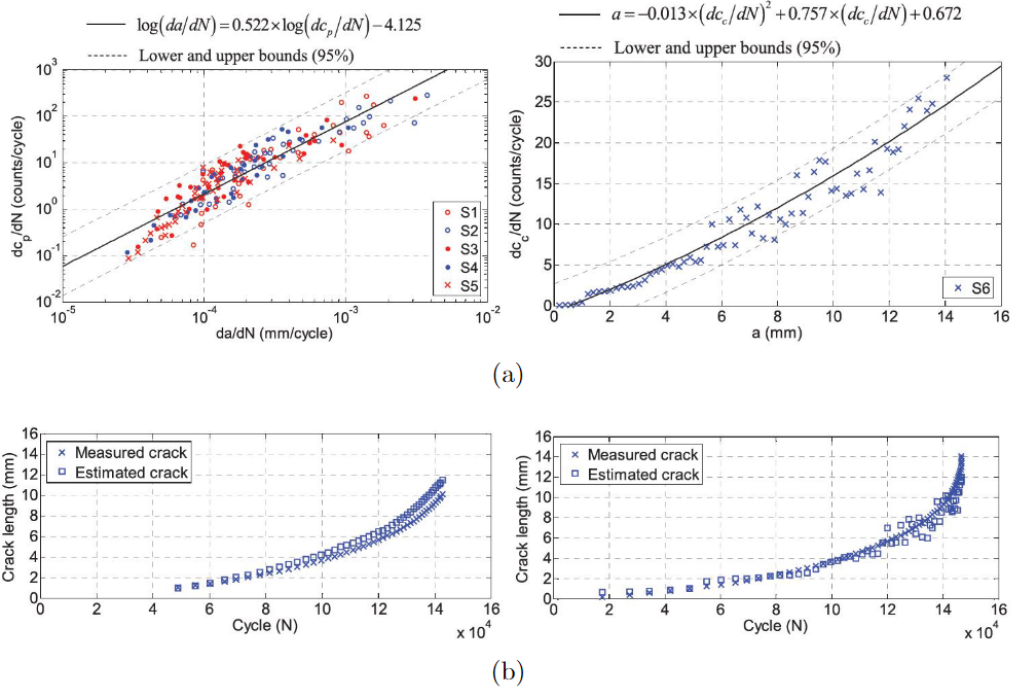 log(da/dN)=0.522×log(dc_p/dN)−4.125
Lower and upper bounds (95%)
10^3
10^2
10^1
10^0
10^-1
10^-2
dc_p/dN (counts/cycle)
S1
S2
S3
S4
S5
10^-5
10^-4
10^-3
10^-2
da/dN (mm/cycle)
a=−0.013×(dc_c/dN)^2+0.757×(dc_c/dN)+0.672
Lower and upper bounds (95%)
30
25
20
15
10
5
0
dc_c/dN (counts/cycle)
S6
0 2 4 6 8 10 12 14 16
a (mm)
(a)
16
14
12
10
8
6
4
2
0
Crack length (mm)
Measured crack
Estimated crack
0 2 4 6 8 10 12 14 16
Cycle (N)
x 10^4
16
14
12
10
8
6
4
2
0
Crack length (mm)
Measured crack
Estimated crack
0 2 4 6 8 10 12 14 16
Cycle (N)
x 10^4
(b)